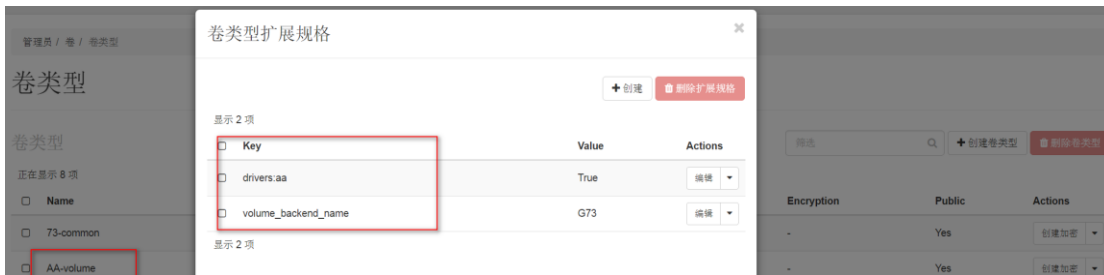 管理员 / 卷 / 卷类型
卷类型
卷类型
正在显示 8 项
Name
73-common
AA-volume
卷类型扩展规格
×
+创建
删除扩展规格
显示 2 项
Key Value Actions
drivers:aa True 编辑
volume_backend_name G73 编辑
显示 2 项
筛选
+创建卷类型
删除卷类型
Encryption Public Actions
- Yes 创建加密
- Yes 创建加密